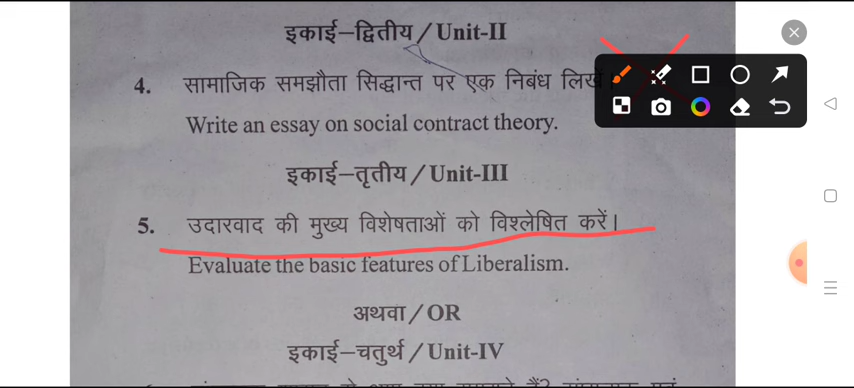 इकाई–द्वितीय / Unit-II
4. सामाजिक समझौता सिद्धान्त पर एक निबंध लिखें।
Write an essay on social contract theory.
इकाई–तृतीय / Unit-III
5. उदारवाद की मुख्य विशेषताओं को विश्लेषित करें।
Evaluate the basic features of Liberalism.
अथवा / OR
इकाई–चतुर्थ / Unit-IV